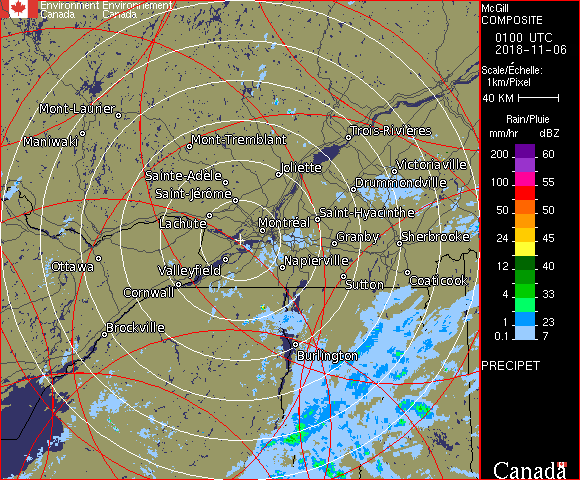 Environment Environnement
Canada Canada
McGill
COMPOSITE
0100 UTC
2018-11-06
Scale/Échelle:
1km/Pixel
40 KM
Rain/Pluie
mm/hr dBZ
200 60
150 57
100 55
50 50
24 45
12 40
4 33
1 23
0.1 7
PRECIPET
Canada
Mont-Laurier
Maniwaki
Mont-Tremblant
Trois-Rivières
Joliette
Victoriaville
Sainte-Adèle
Drummondville
Saint-Jérôme
Saint-Hyacinthe
Lachute
Montréal
Granby
Sherbrooke
Ottawa
Valleyfield
Napierville
Cornwall
Sutton
Coaticook
Brockville
Burlington